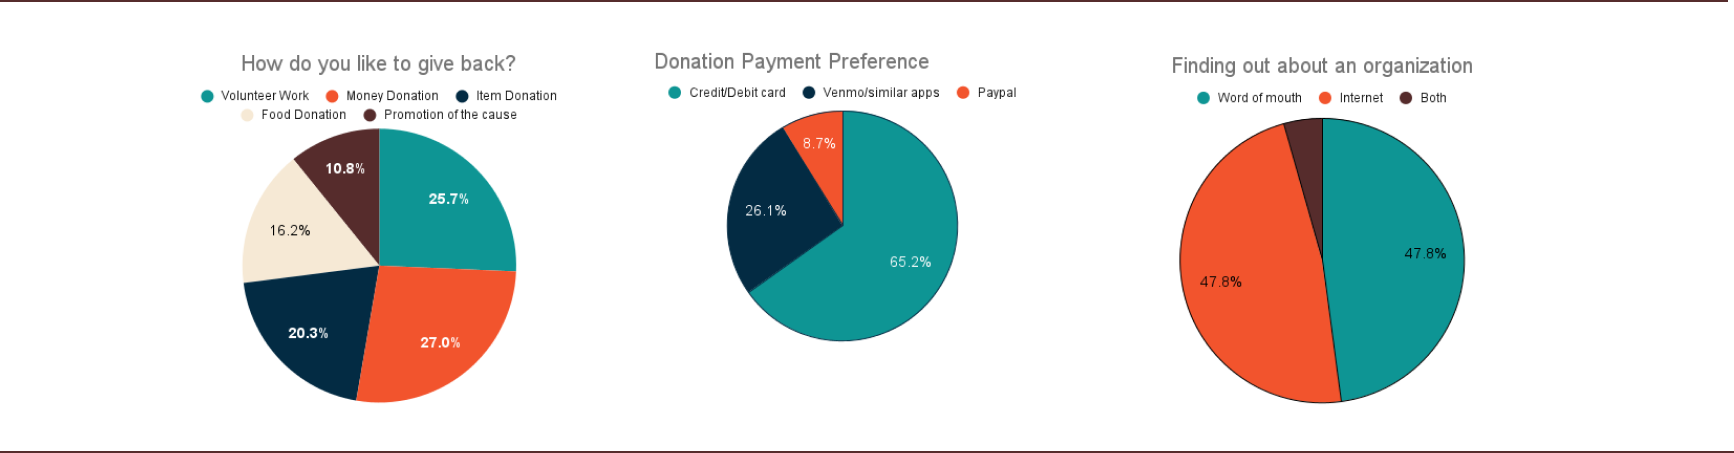 How do you like to give back?
Volunteer Work Money Donation Item Donation
Food Donation Promotion of the cause
10.8%
25.7%
16.2%
20.3%
27.0%
Donation Payment Preference
Credit/Debit card Venmo/similar apps Paypal
8.7%
26.1%
65.2%
Finding out about an organization
Word of mouth Internet Both
47.8%
47.8%